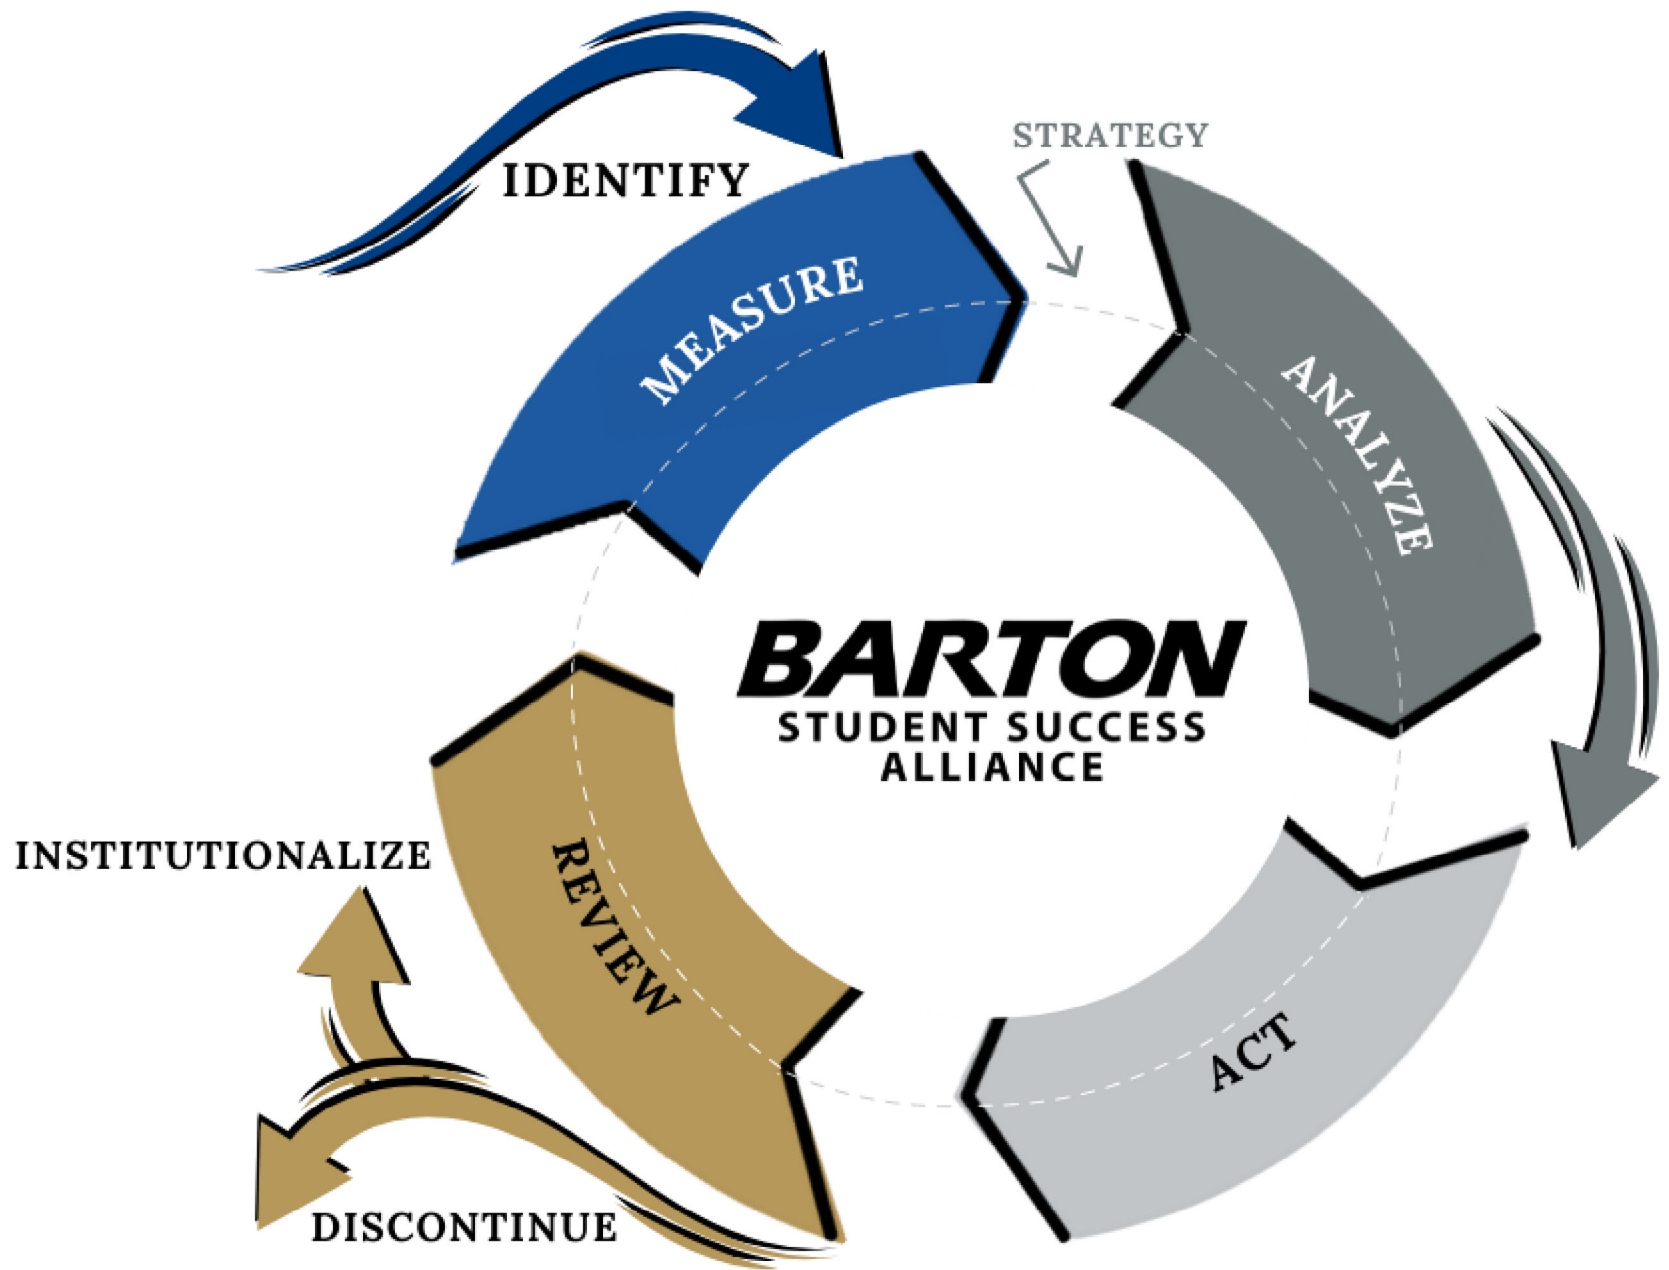 IDENTIFY
STRATEGY
MEASURE
ANALYZE
BARTON
STUDENT SUCCESS
ALLIANCE
INSTITUTIONALIZE
REVIEW
ACT
DISCONTINUE